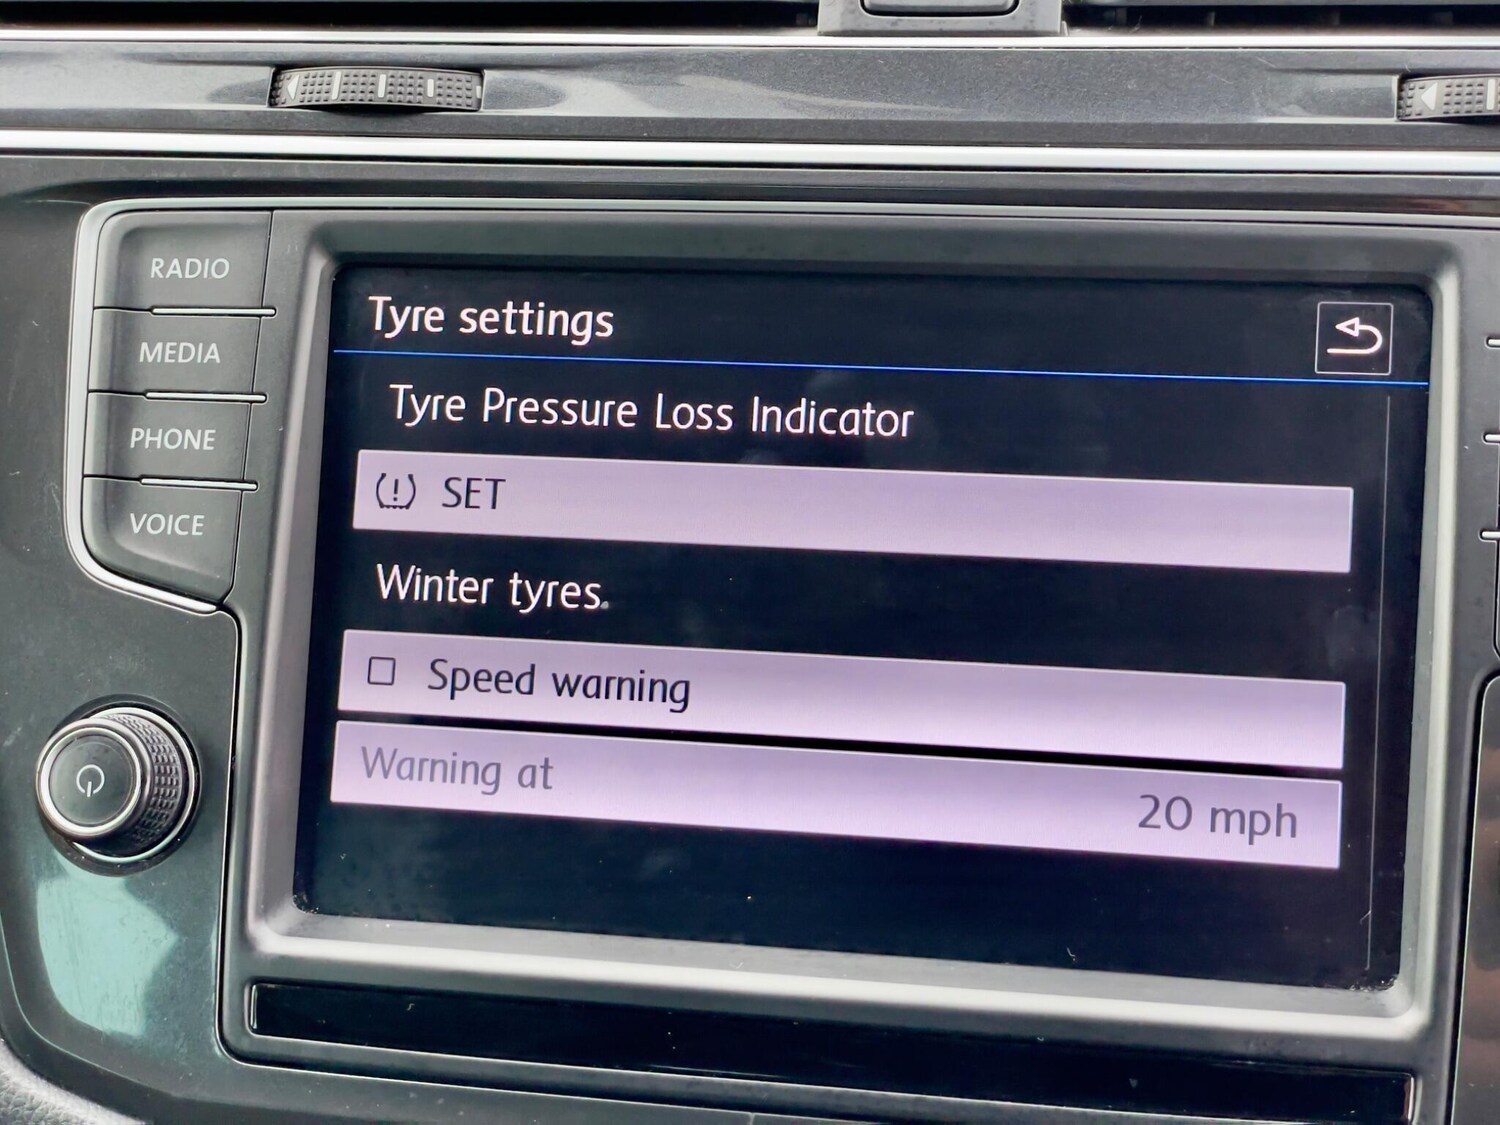 RADIO
MEDIA
PHONE
VOICE
Tyre settings
Tyre Pressure Loss Indicator
SET
Winter tyres
Speed warning
Warning at
20 mph